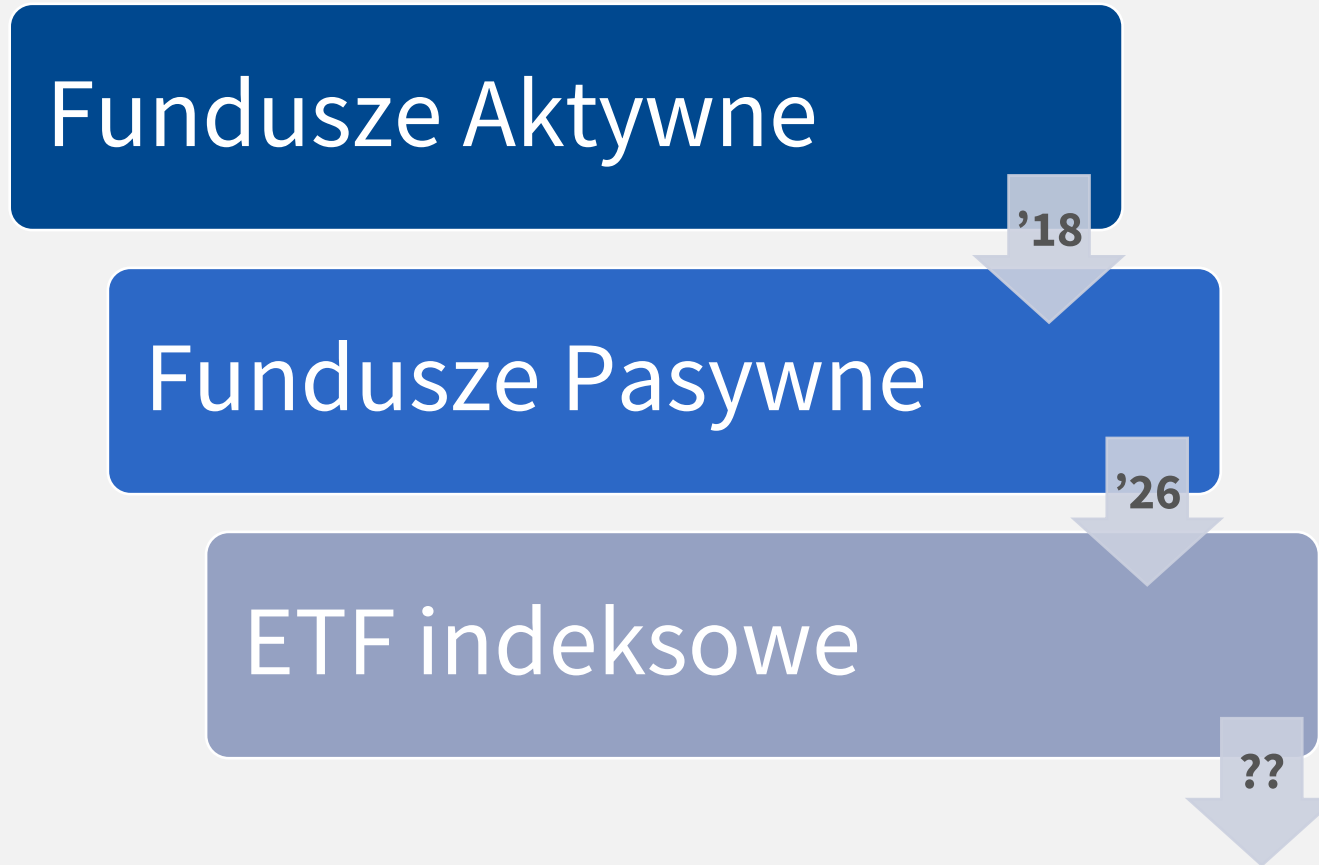 Fundusze Aktywne
’18
Fundusze Pasywne
’26
ETF indeksowe
??